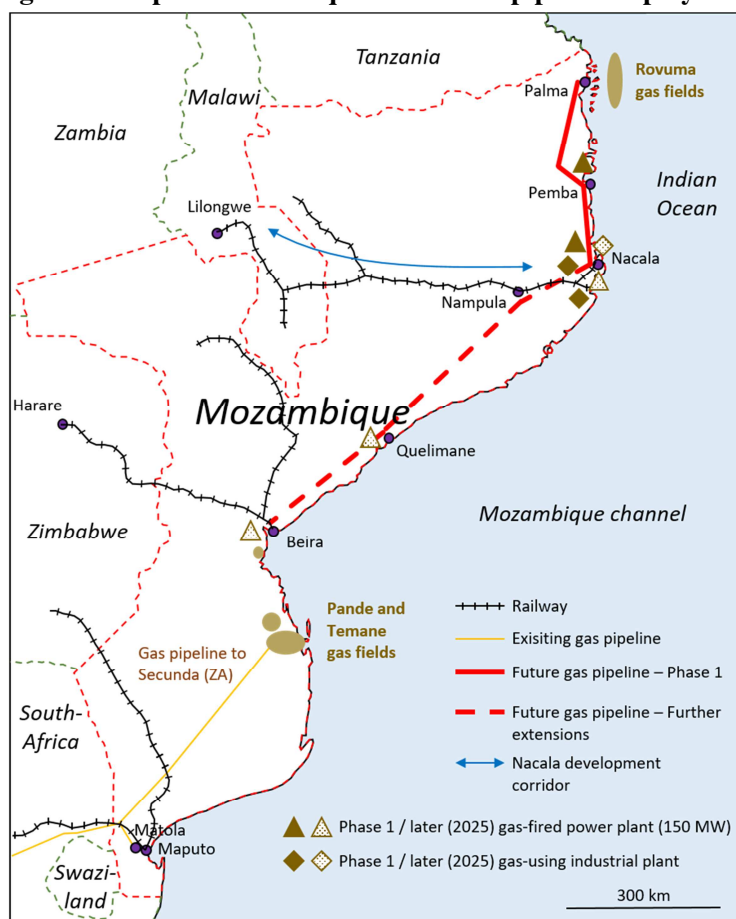 Tanzania
Rovuma
gas fields
Palma
Malawi
Zambia
Indian
Ocean
Pemba
Lilongwe
Nacala
Nampula
Mozambique
Harare
Quelimane
Mozambique channel
Zimbabwe
Beira
Pande and
Temane
gas fields
Gas pipeline to
Secunda (ZA)
Railway
Exisiting gas pipeline
Future gas pipeline – Phase 1
Future gas pipeline – Further
extensions
Nacala development
corridor
South-
Africa
Matola
Maputo
Phase 1 / later (2025) gas-fired power plant (150 MW)
Phase 1 / later (2025) gas-using industrial plant
Swazi-
land
300 km